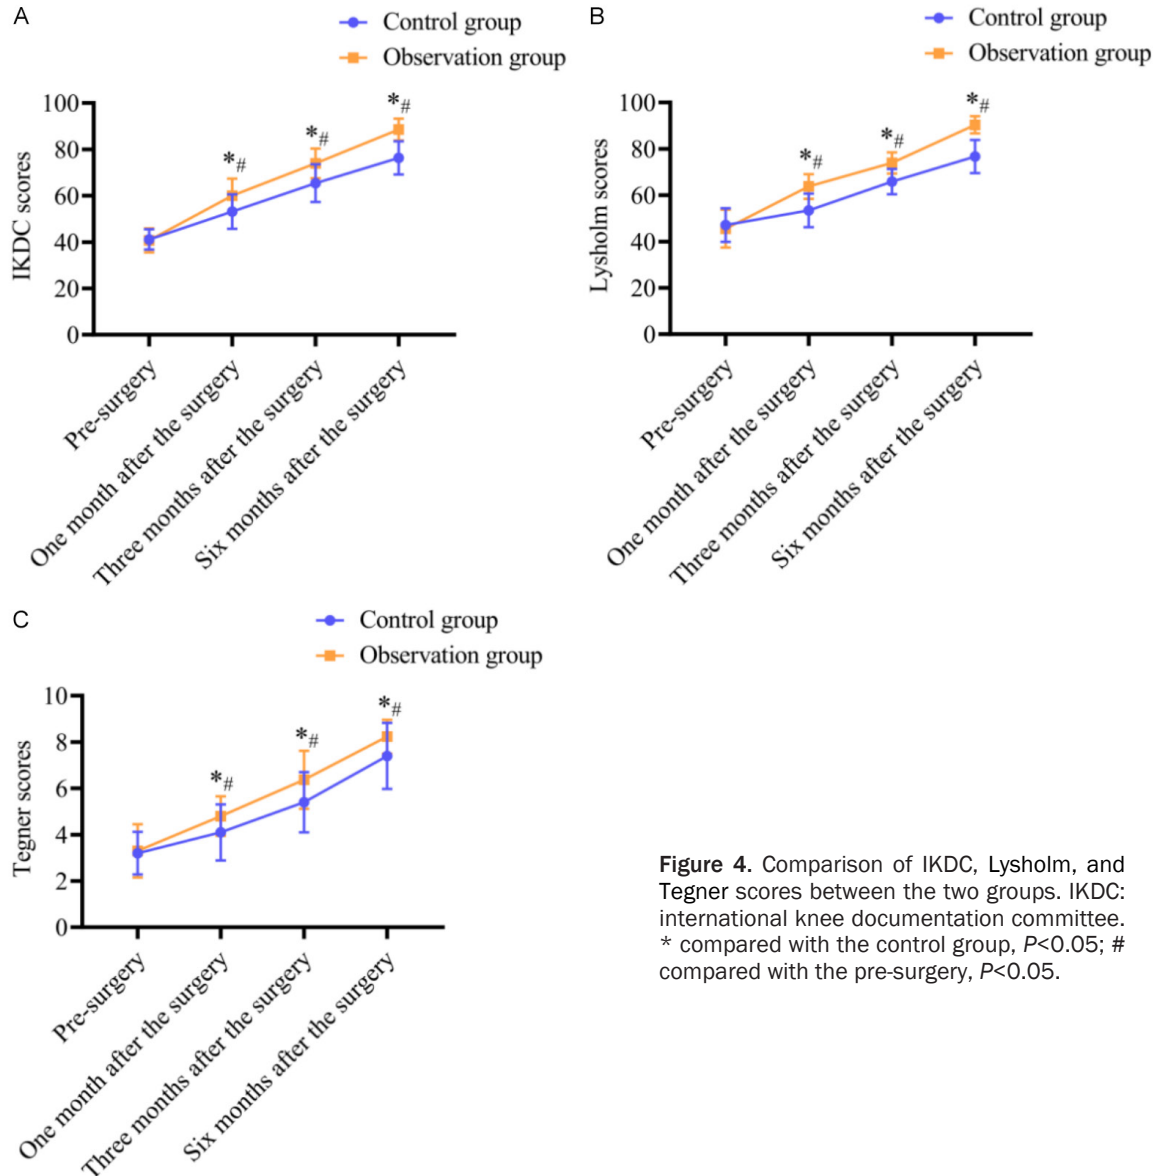 A
Control group
Observation group
IKDC scores
100
80
60
40
20
0
*#
*#
*#
Pre-surgery
One month after the surgery
Three months after the surgery
Six months after the surgery
B
Control group
Observation group
Lysholm scores
100
80
60
40
20
0
*#
*#
*#
Pre-surgery
One month after the surgery
Three months after the surgery
Six months after the surgery
C
Control group
Observation group
Tegner scores
10
8
6
4
2
0
*#
*#
*#
Pre-surgery
One month after the surgery
Three months after the surgery
Six months after the surgery
Figure 4. Comparison of IKDC, Lysholm, and
Tegner scores between the two groups. IKDC:
international knee documentation committee.
* compared with the control group, P<0.05; #
compared with the pre-surgery, P<0.05.